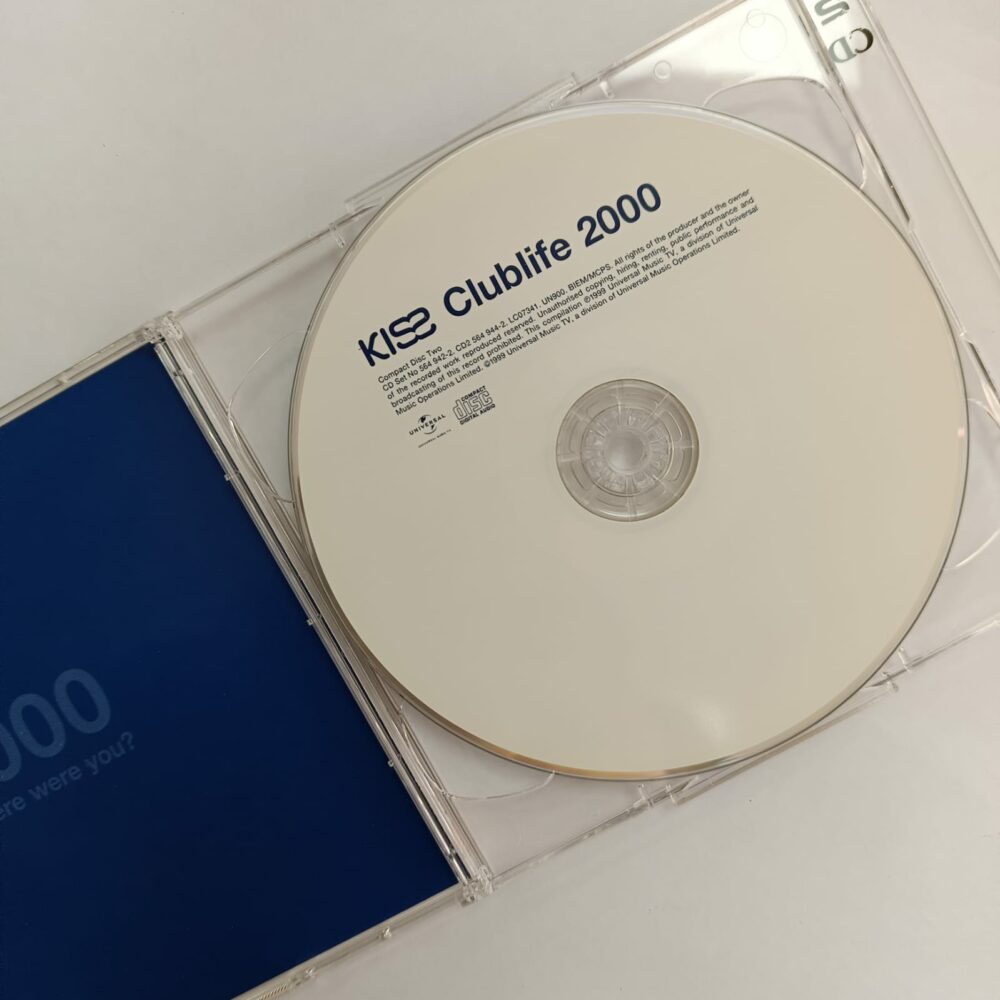 KISS Clublife 2000
Compact Disc Two
CD Set No 564 942-2. CD2 564 944-2. LC07341. UN900. BIEM/MCPS. All rights of the producer and the owner
of the recorded work reproduced reserved. Unauthorised copying, hiring, renting, public performance and
broadcasting of this record prohibited. This compilation ℗1999 Universal Music TV, a division of Universal
Music Operations Limited. ©1999 Universal Music TV, a division of Universal Music Operations Limited.
UNIVERSAL
UNIVERSAL MUSIC TV
COMPACT
disc
DIGITAL AUDIO
000
ere were you?
CD